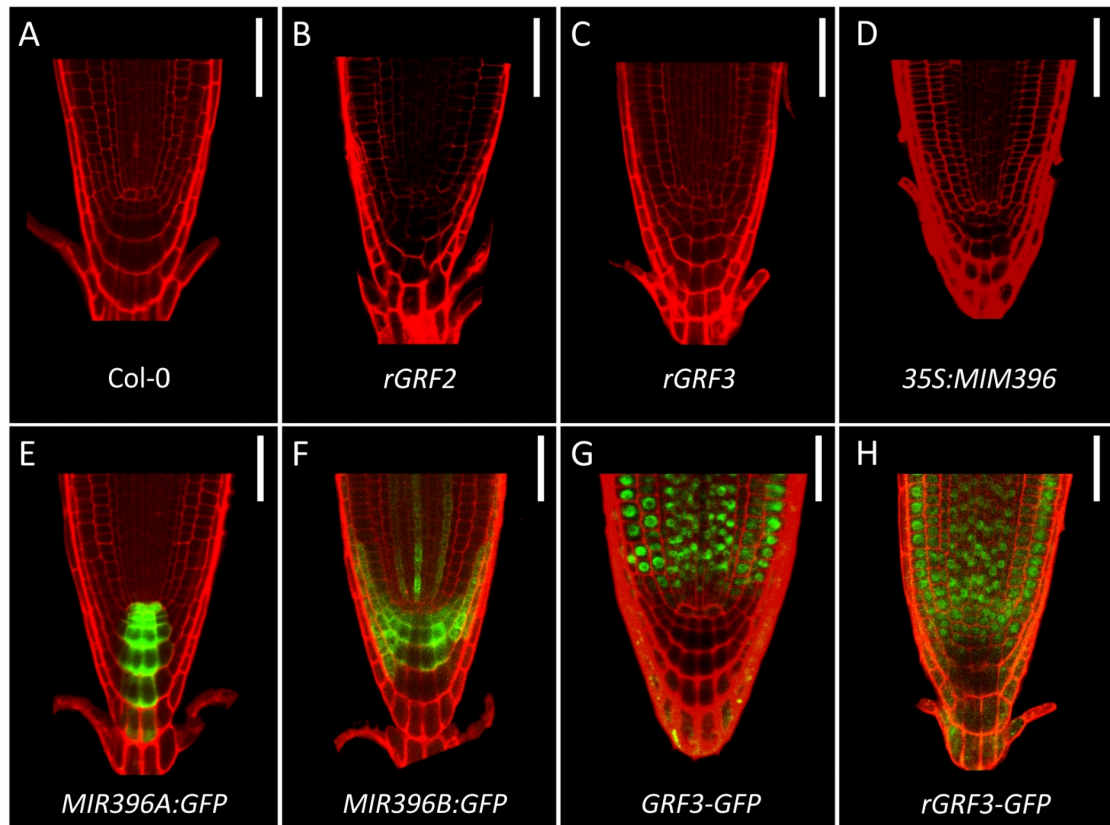 A
B
C
D
Col-0
rGRF2
rGRF3
35S:MIM396
E
F
G
H
MIR396A:GFP
MIR396B:GFP
GRF3-GFP
rGRF3-GFP